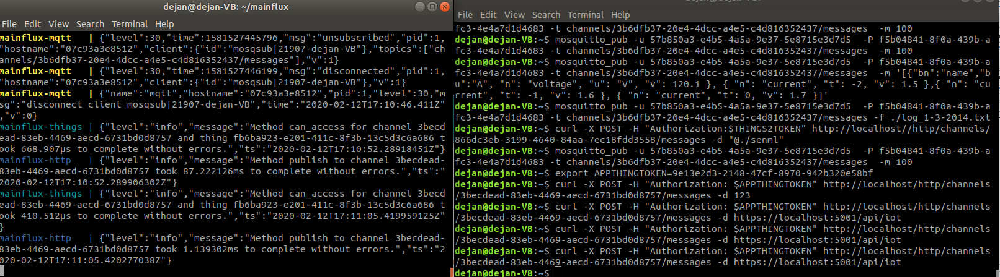 dejan@dejan-VB: ~/mainflux
File Edit View Search Terminal Help
mainflux-mqtt   | {"level":30,"time":1581527445796,"msg":"unsubscribed","pid":1,
"hostname":"07c93a3e8512","client":{"id":"mosqsub|21907-dejan-VB"},"topics":["ch
annels/3b6dfb37-20e4-4dcc-a4e5-c4d816352437/messages"],"v":1}
mainflux-mqtt   | {"level":30,"time":1581527446199,"msg":"disconnected","pid":1,
"hostname":"07c93a3e8512","client":{"id":"mosqsub|21907-dejan-VB"},"v":1}
mainflux-mqtt   | {"name":"mqtt","hostname":"07c93a3e8512","pid":1,"level":30,"m
sg":"disconnect client mosqsub|21907-dejan-VB","time":"2020-02-12T17:10:46.411Z"
,"v":0}
mainflux-things | {"level":"info","message":"Method can_access for channel 3becd
ead-83eb-4469-aecd-6731bd0d8757 and thing fb6ba923-e201-411c-8f3b-13c5d3c6a686 t
ook 668.907µs to complete without errors.","ts":"2020-02-12T17:10:52.28918451Z"}
mainflux-http   | {"level":"info","message":"Method publish to channel 3becdead-
83eb-4469-aecd-6731bd0d8757 took 87.222126ms to complete without errors.","ts":"
2020-02-12T17:10:52.289906302Z"}
mainflux-things | {"level":"info","message":"Method can_access for channel 3becd
ead-83eb-4469-aecd-6731bd0d8757 and thing fb6ba923-e201-411c-8f3b-13c5d3c6a686 t
ook 410.512µs to complete without errors.","ts":"2020-02-12T17:11:05.419959125Z"
}
mainflux-http   | {"level":"info","message":"Method publish to channel 3becdead-
83eb-4469-aecd-6731bd0d8757 took 1.139302ms to complete without errors.","ts":"2
020-02-12T17:11:05.420277038Z"}
File Edit View Search Terminal Help
fc3-4e4a7d1d4683 -t channels/3b6dfb37-20e4-4dcc-a4e5-c4d816352437/messages  -m 100
dejan@dejan-VB:~$ mosquitto_pub -u 57b850a3-e4b5-4a5a-9e37-5e8715e3d7d5  -P f5b04841-8f0a-439b-a
fc3-4e4a7d1d4683 -t channels/3b6dfb37-20e4-4dcc-a4e5-c4d816352437/messages  -m 100
dejan@dejan-VB:~$ mosquitto_pub -u 57b850a3-e4b5-4a5a-9e37-5e8715e3d7d5  -P f5b04841-8f0a-439b-a
fc3-4e4a7d1d4683 -t channels/3b6dfb37-20e4-4dcc-a4e5-c4d816352437/messages  -m '[{"bn":"name","b
u":"A", "n": "voltage", "u": "V", "v": 120.1 }, { "n": "current", "t": -2, "v": 1.5 },{ "n": "cu
rrent", "t": -1, "v": 1.6 }, { "n": "current", "t": 0, "v": 1.7 }]'
dejan@dejan-VB:~$ mosquitto_pub -u 57b850a3-e4b5-4a5a-9e37-5e8715e3d7d5  -P f5b04841-8f0a-439b-a
fc3-4e4a7d1d4683 -t channels/3b6dfb37-20e4-4dcc-a4e5-c4d816352437/messages -f ./log_1-3-2014.txt
dejan@dejan-VB:~$ curl -X POST -H "Authorization:$THINGS2TOKEN" http://localhost//http/channels/
866dc3eb-3199-4640-84aa-7ec18fdd3558/messages -d "@./senml"
dejan@dejan-VB:~$ mosquitto_pub -u 57b850a3-e4b5-4a5a-9e37-5e8715e3d7d5  -P f5b04841-8f0a-439b-a
fc3-4e4a7d1d4683 -t channels/3b6dfb37-20e4-4dcc-a4e5-c4d816352437/messages  -m 100
dejan@dejan-VB:~$ export APPTHINGTOKEN=9e13e2d3-2148-47cf-8970-942b320e58bf
dejan@dejan-VB:~$ curl -X POST -H "Authorization: $APPTHINGTOKEN" http://localhost/http/channels
/3becdead-83eb-4469-aecd-6731bd0d8757/messages -d 123
dejan@dejan-VB:~$ curl -X POST -H "Authorization: $APPTHINGTOKEN" http://localhost/http/channels
/3becdead-83eb-4469-aecd-6731bd0d8757/messages -d https://localhost:5001/api/iot
dejan@dejan-VB:~$ curl -X POST -H "Authorization: $APPTHINGTOKEN" http://localhost/http/channels
/3becdead-83eb-4469-aecd-6731bd0d8757/messages -d https://localhost:5001/api/iot
dejan@dejan-VB:~$ curl -X POST -H "Authorization: $APPTHINGTOKEN" http://localhost/http/channels
/3becdead-83eb-4469-aecd-6731bd0d8757/messages -d https://localhost:5001/api/iot
dejan@dejan-VB:~$